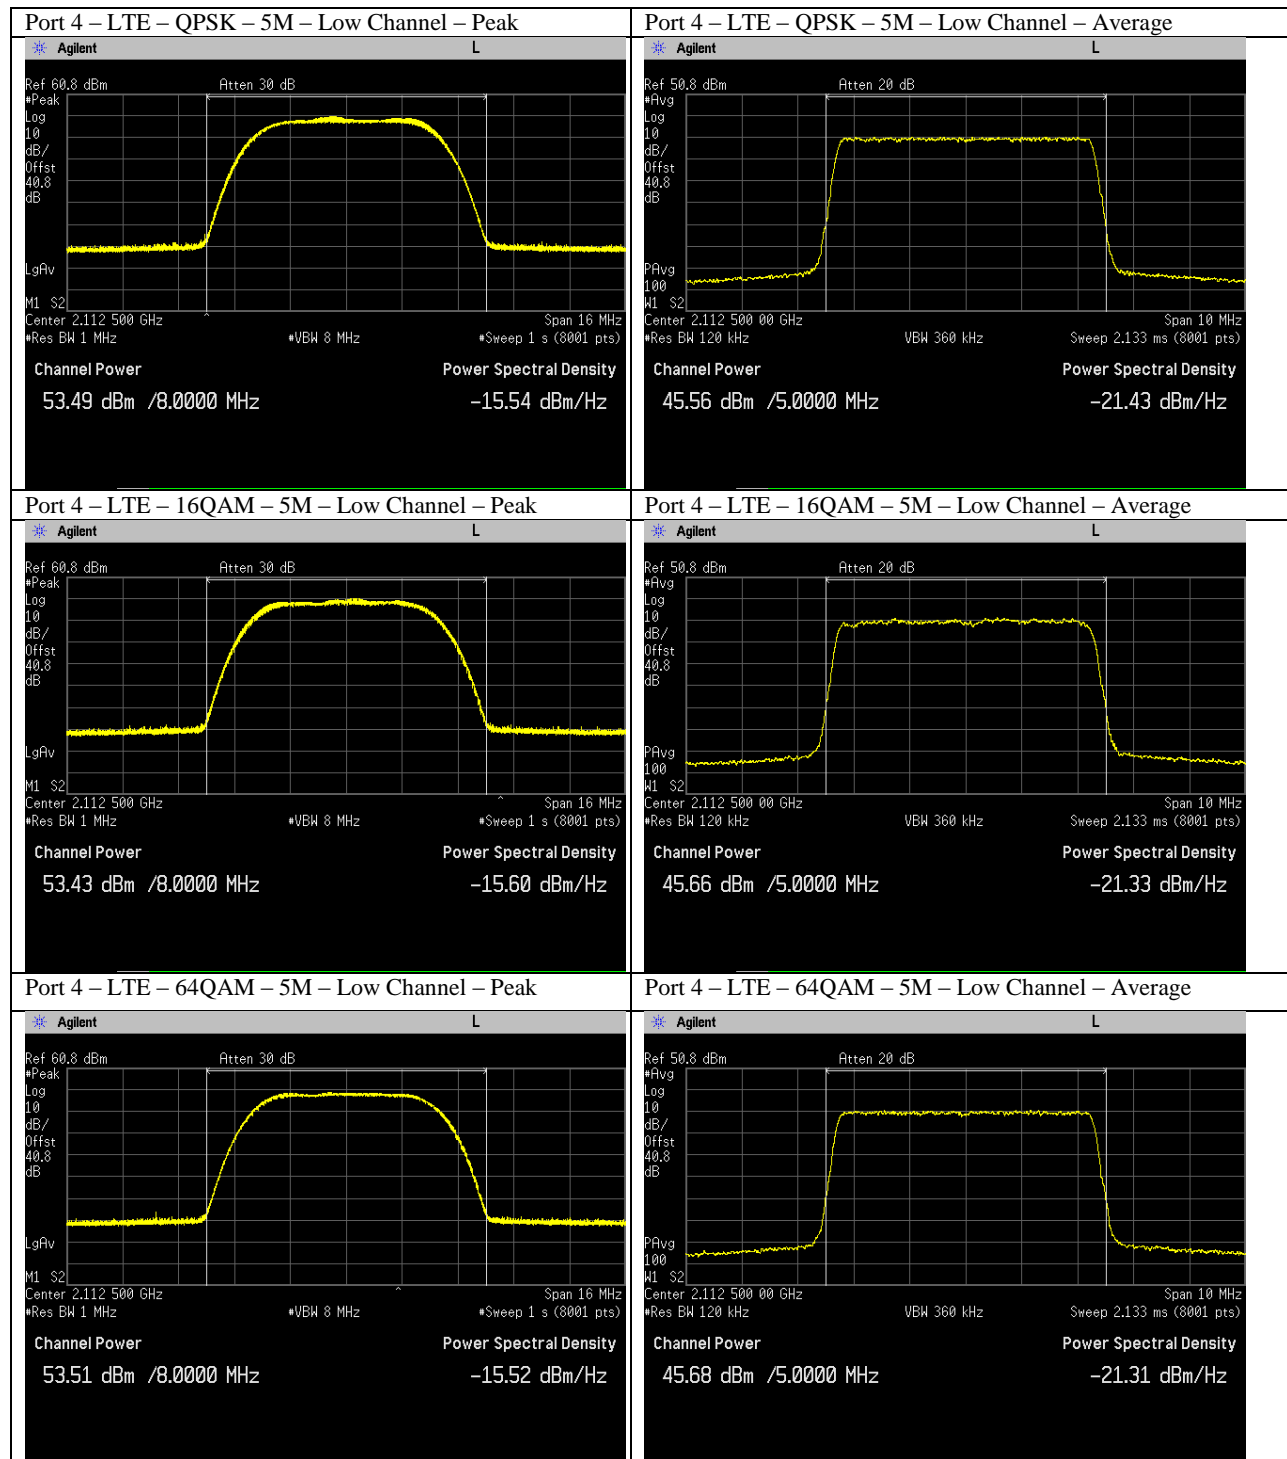 Port 4 – LTE – QPSK – 5M – Low Channel – Peak
Agilent
L
Ref 60.8 dBm
Atten 30 dB
#Peak
Log
10
dB/
Offst
40.8
dB
LgAv
M1 S2
Center 2.112 500 GHz
Span 16 MHz
#Res BW 1 MHz
#VBW 8 MHz
#Sweep 1 s (8001 pts)
Channel Power
Power Spectral Density
53.49 dBm /8.0000 MHz
-15.54 dBm/Hz
Port 4 – LTE – QPSK – 5M – Low Channel – Average
Agilent
L
Ref 50.8 dBm
Atten 20 dB
#Avg
Log
10
dB/
Offst
40.8
dB
PAvg
100
W1 S2
Center 2.112 500 00 GHz
Span 10 MHz
#Res BW 120 kHz
VBW 360 kHz
Sweep 2.133 ms (8001 pts)
Channel Power
Power Spectral Density
45.56 dBm /5.0000 MHz
-21.43 dBm/Hz
Port 4 – LTE – 16QAM – 5M – Low Channel – Peak
Agilent
L
Ref 60.8 dBm
Atten 30 dB
#Peak
Log
10
dB/
Offst
40.8
dB
LgAv
M1 S2
Center 2.112 500 GHz
Span 16 MHz
#Res BW 1 MHz
#VBW 8 MHz
#Sweep 1 s (8001 pts)
Channel Power
Power Spectral Density
53.43 dBm /8.0000 MHz
-15.60 dBm/Hz
Port 4 – LTE – 16QAM – 5M – Low Channel – Average
Agilent
L
Ref 50.8 dBm
Atten 20 dB
#Avg
Log
10
dB/
Offst
40.8
dB
PAvg
100
W1 S2
Center 2.112 500 00 GHz
Span 10 MHz
#Res BW 120 kHz
VBW 360 kHz
Sweep 2.133 ms (8001 pts)
Channel Power
Power Spectral Density
45.66 dBm /5.0000 MHz
-21.33 dBm/Hz
Port 4 – LTE – 64QAM – 5M – Low Channel – Peak
Agilent
L
Ref 60.8 dBm
Atten 30 dB
#Peak
Log
10
dB/
Offst
40.8
dB
LgAv
M1 S2
Center 2.112 500 GHz
Span 16 MHz
#Res BW 1 MHz
#VBW 8 MHz
#Sweep 1 s (8001 pts)
Channel Power
Power Spectral Density
53.51 dBm /8.0000 MHz
-15.52 dBm/Hz
Port 4 – LTE – 64QAM – 5M – Low Channel – Average
Agilent
L
Ref 50.8 dBm
Atten 20 dB
#Avg
Log
10
dB/
Offst
40.8
dB
PAvg
100
W1 S2
Center 2.112 500 00 GHz
Span 10 MHz
#Res BW 120 kHz
VBW 360 kHz
Sweep 2.133 ms (8001 pts)
Channel Power
Power Spectral Density
45.68 dBm /5.0000 MHz
-21.31 dBm/Hz